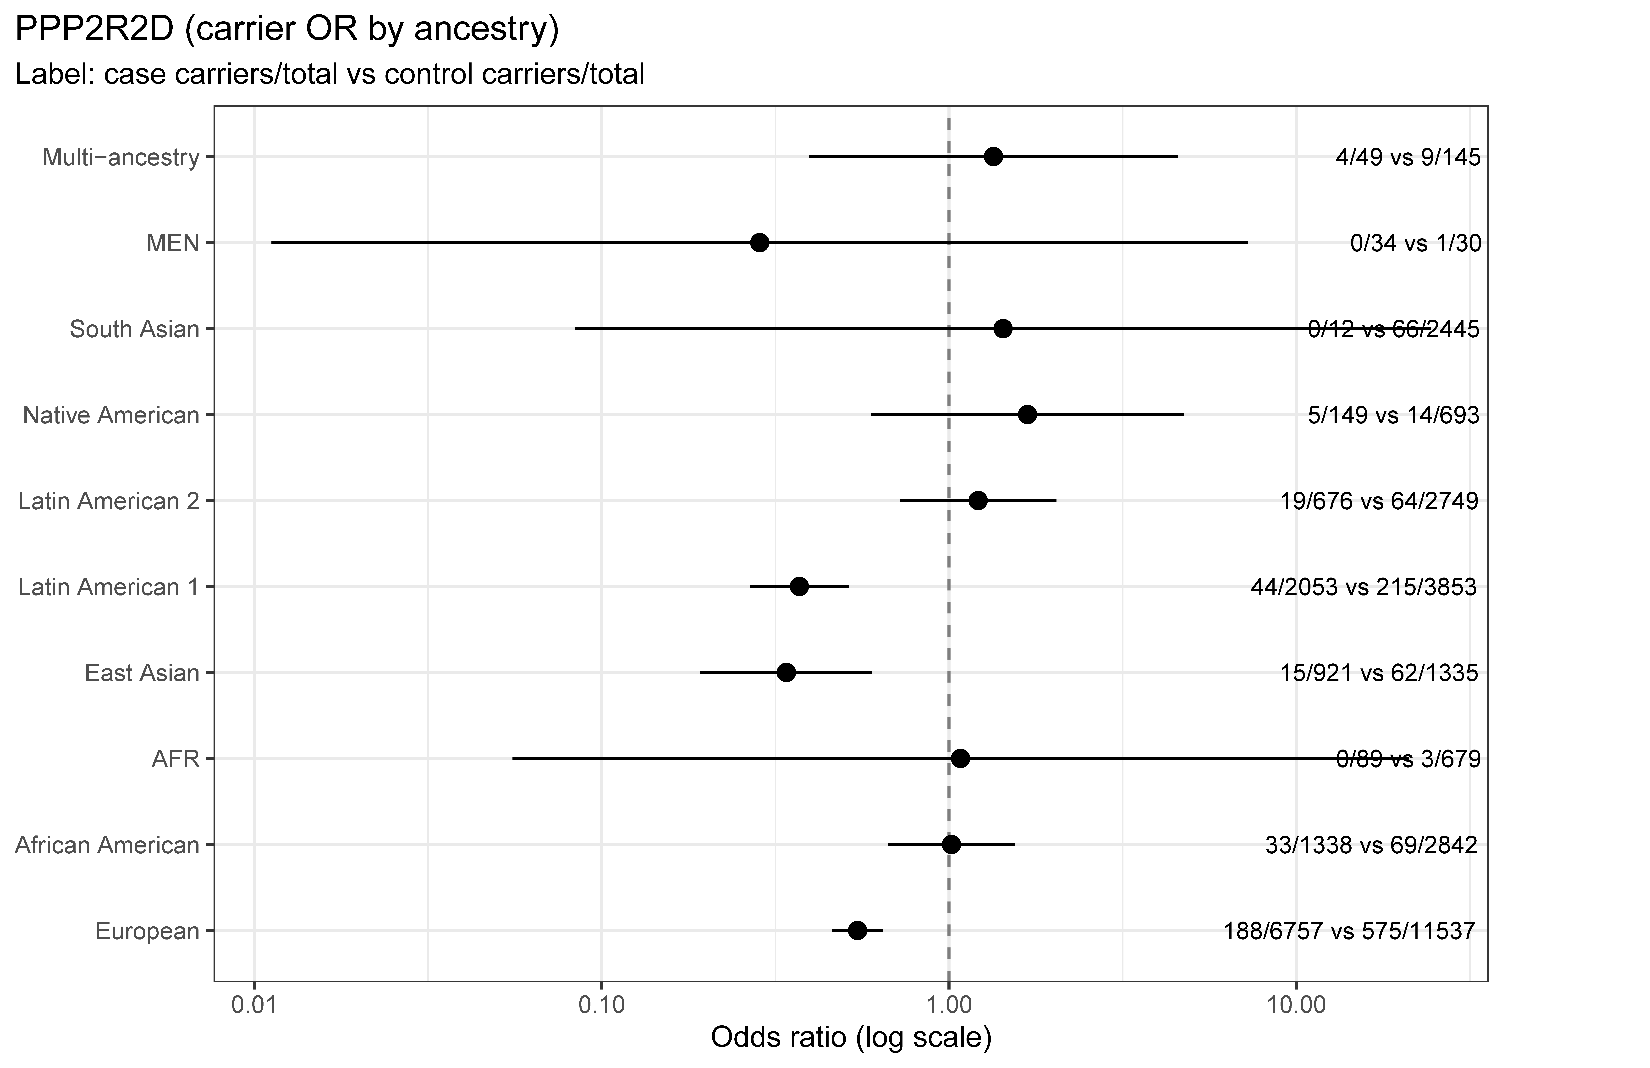 PPP2R2D (carrier OR by ancestry)
Label: case carriers/total vs control carriers/total
Multi−ancestry 4/49 vs 9/145
MEN 0/34 vs 1/30
South Asian 0/12 vs 66/2445
Native American 5/149 vs 14/693
Latin American 2 19/676 vs 64/2749
Latin American 1 44/2053 vs 215/3853
East Asian 15/921 vs 62/1335
AFR 0/89 vs 3/679
African American 33/1338 vs 69/2842
European 188/6757 vs 575/11537
0.01 0.10 1.00 10.00
Odds ratio (log scale)